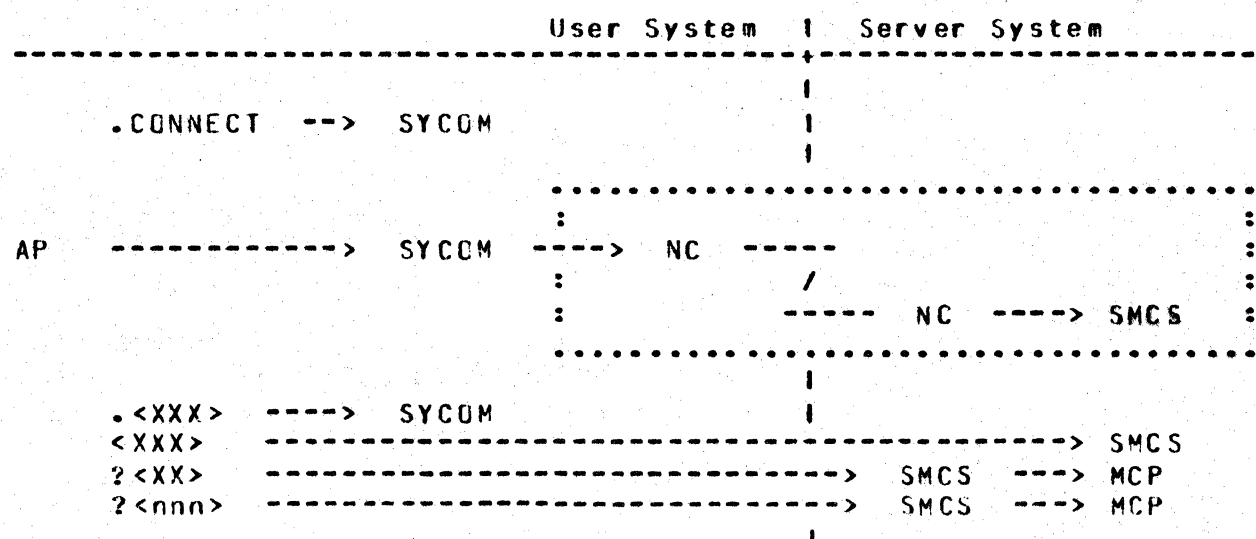 User System | Server System
.CONNECT --> SYCOM
AP ------------> SYCOM ----> NC -----
/
----- NC ----> SMCS
.<XXX> ----> SYCOM
<XXX> ------------------------------------------> SMCS
?<XX> ------------------------------> SMCS ---> MCP
?<nnn> ------------------------------> SMCS ---> MCP